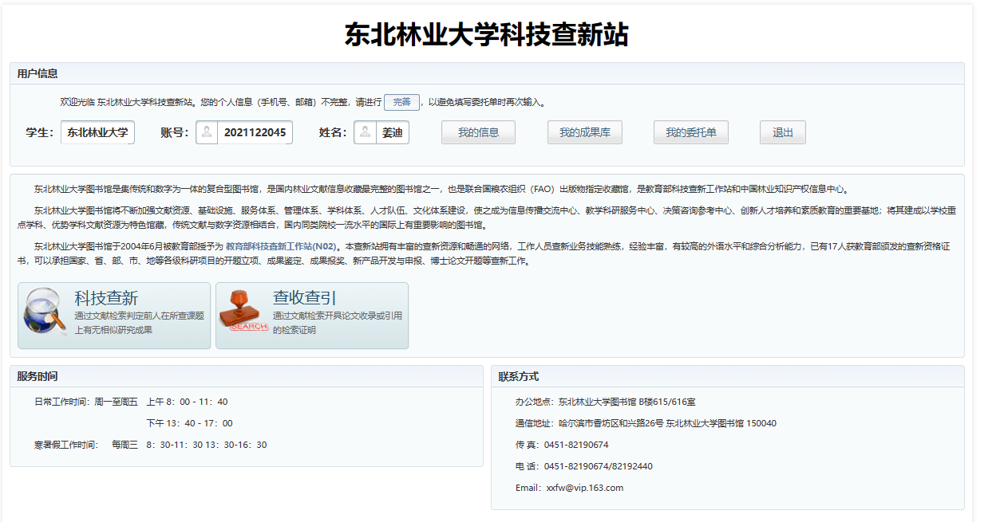 东北林业大学科技查新站
用户信息
欢迎光临 东北林业大学科技查新站。您的个人信息（手机号、邮箱）不完整，请进行 完善 ，以避免填写委托单时再次输入。
学生： 东北林业大学 账号： 2021122045 姓名： 姜迪 我的信息 我的成果库 我的委托单 退出
东北林业大学图书馆是集传统和数字为一体的复合型图书馆，是国内林业文献信息收藏最完整的图书馆之一，也是联合国粮农组织（FAO）出版物指定收藏馆，是教育部科技查新工作站和中国林业知识产权信息中心。
东北林业大学图书馆将不断加强文献资源、基础设施、服务体系、管理体系、学科体系、人才队伍、文化体系建设，使之成为信息传播交流中心、教学科研服务中心、决策咨询参考中心、创新人才培养和素质教育的重要基地；将其建成以学校重
点学科、优势学科文献资源为特色馆藏，传统文献与数字资源相结合，国内同类院校一流水平的国际上有重要影响的图书馆。
东北林业大学图书馆于2004年6月被教育部授予为 教育部科技查新工作站(N02)。本查新站拥有丰富的查新资源和畅通的网络，工作人员查新业务技能熟练，经验丰富，有较高的外语水平和综合分析能力，已有17人获教育部颁发的查新资格证
书，可以承担国家、首、部、市、地等各级科研项目的开题立项、成果鉴定、成果报奖、新产品开发与申报、博士论文开题等查新工作。
科技查新
通过文献检索判定前人在所查课题
上有无相似研究成果
SEARCH
查收查引
通过文献检索开具论文收录或引用
的检索证明
服务时间
日常工作时间：周一至周五 上午 8：00 - 11：40
下午 13：40 - 17：00
寒暑假工作时间： 每周三 8：30-11：30 13：30-16：30
联系方式
办公地点：东北林业大学图书馆 B楼615/616室
通信地址：哈尔滨市香坊区和兴路26号 东北林业大学图书馆 150040
传 真：0451-82190674
电 话：0451-82190674/82192440
Email：xxfw@vip.163.com